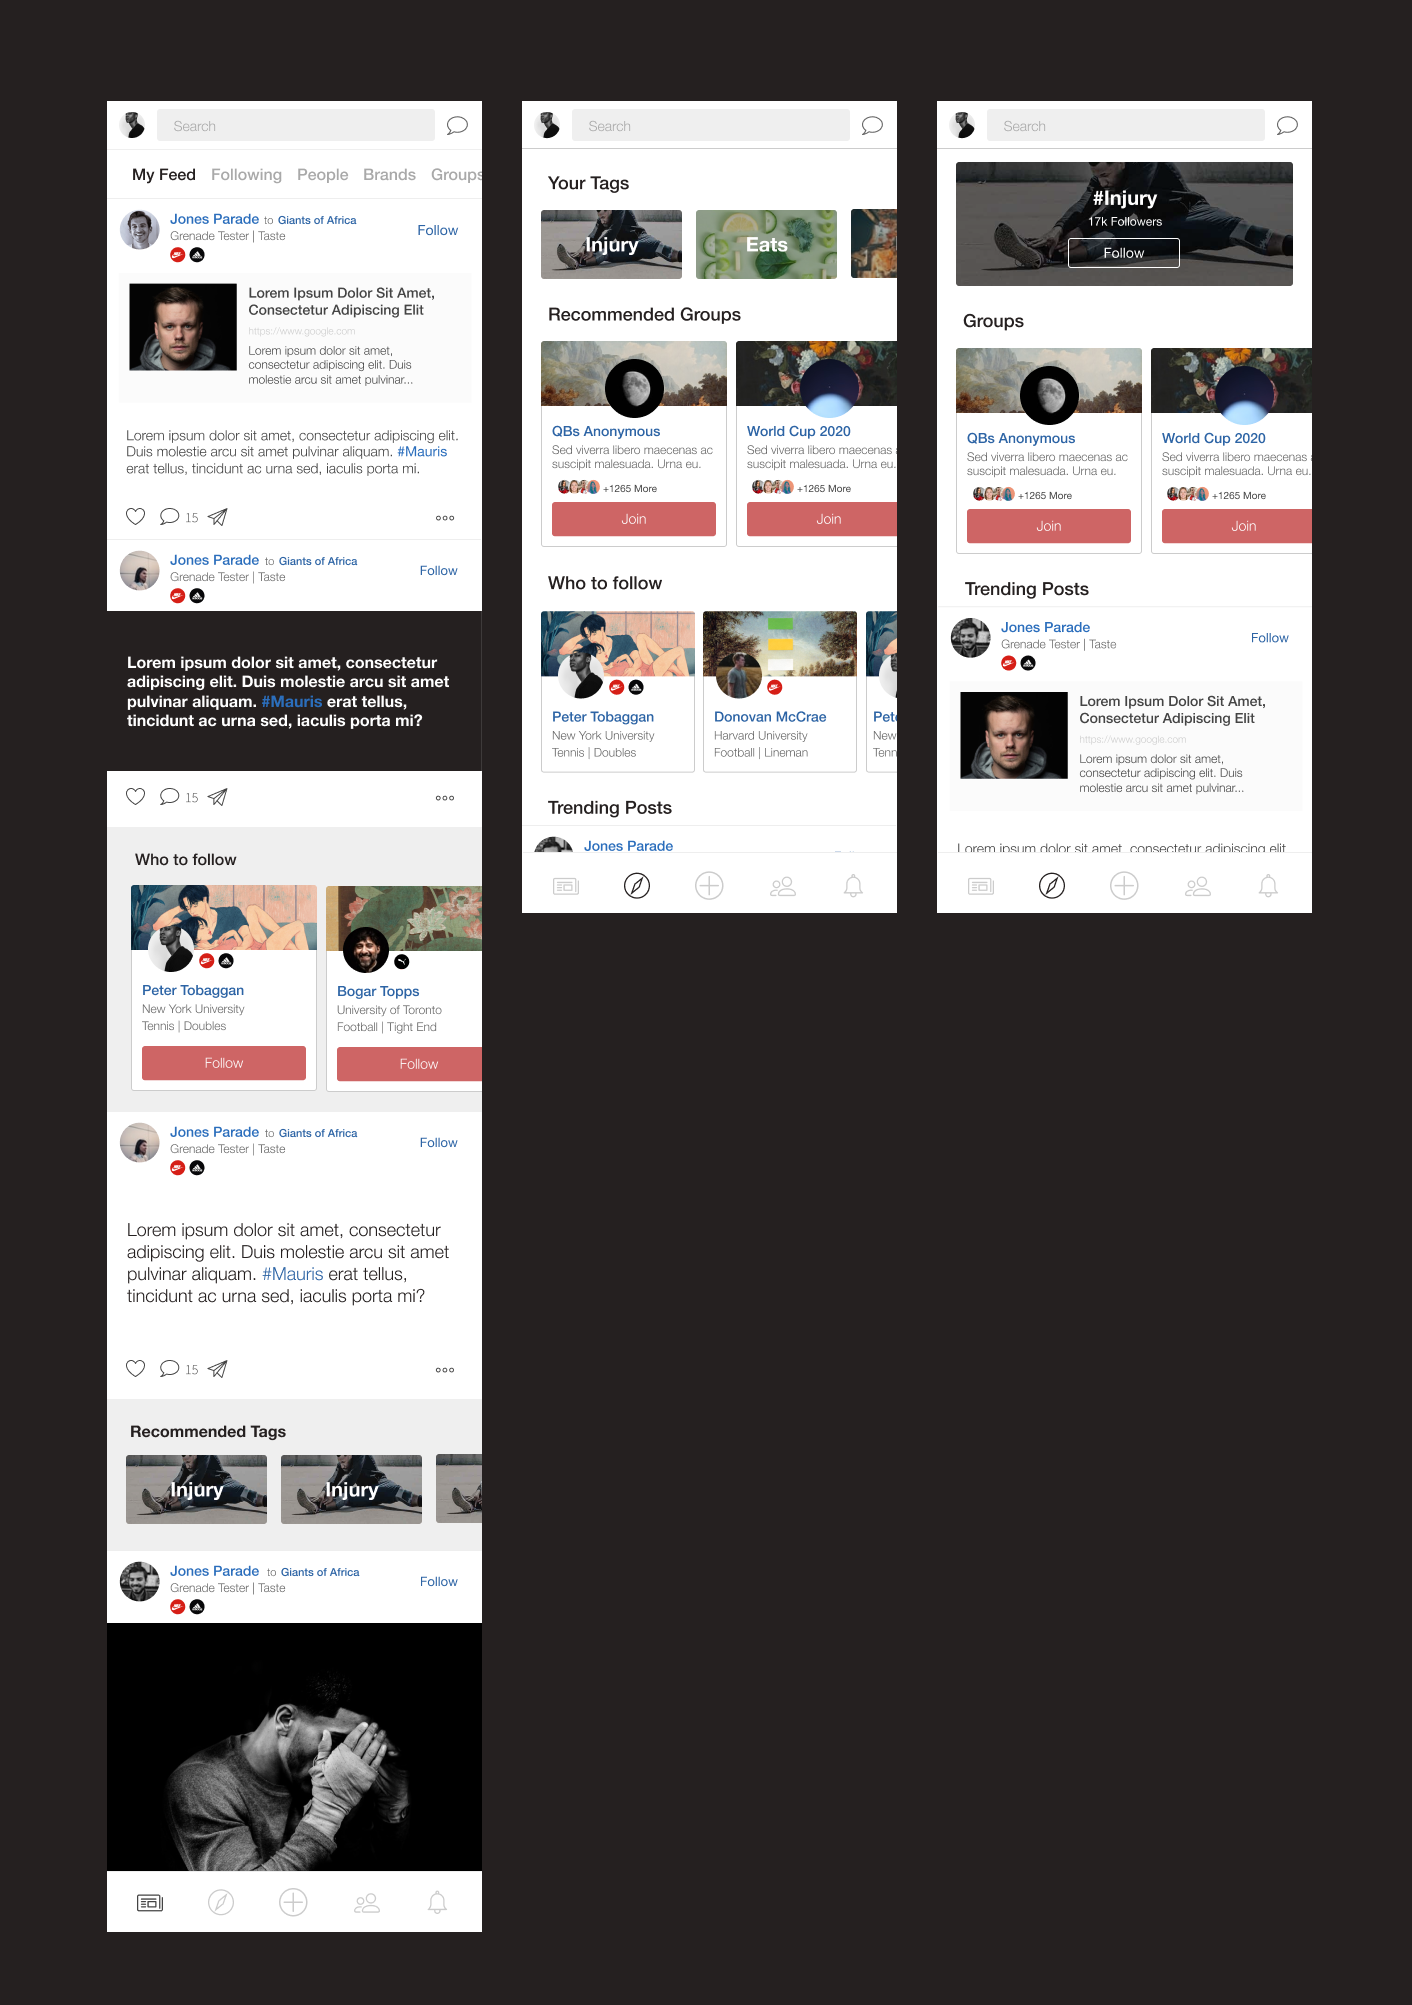 Search
My Feed Following People Brands Groups
Jones Parade to Giants of Africa
Grenade Tester | Taste
Follow
Lorem Ipsum Dolor Sit Amet,
Consectetur Adipiscing Elit
https://www.google.com
Lorem ipsum dolor sit amet,
consectetur adipiscing elit. Duis
molestie arcu sit amet pulvinar...
Lorem ipsum dolor sit amet, consectetur adipiscing elit.
Duis molestie arcu sit amet pulvinar aliquam. #Mauris
erat tellus, tincidunt ac urna sed, iaculis porta mi.
15
Jones Parade to Giants of Africa
Grenade Tester | Taste
Follow
Lorem ipsum dolor sit amet, consectetur
adipiscing elit. Duis molestie arcu sit amet
pulvinar aliquam. #Mauris erat tellus,
tincidunt ac urna sed, iaculis porta mi?
15
Who to follow
Peter Tobaggan
New York University
Tennis | Doubles
Follow
Bogar Topps
University of Toronto
Football | Tight End
Follow
Jones Parade to Giants of Africa
Grenade Tester | Taste
Follow
Lorem ipsum dolor sit amet, consectetur
adipiscing elit. Duis molestie arcu sit amet
pulvinar aliquam. #Mauris erat tellus,
tincidunt ac urna sed, iaculis porta mi?
15
Recommended Tags
Injury
Injury
Jones Parade to Giants of Africa
Grenade Tester | Taste
Follow
Search
Your Tags
Injury
Eats
Recommended Groups
QBs Anonymous
Sed viverra libero maecenas ac
suscipit malesuada. Urna eu.
+1265 More
Join
World Cup 2020
Sed viverra libero maecenas
suscipit malesuada. Urna eu.
+1265 More
Join
Who to follow
Peter Tobaggan
New York University
Tennis | Doubles
Donovan McCrae
Harvard University
Football | Lineman
Pet
New
Tenn
Trending Posts
Jones Parade
Search
#Injury
17k Followers
Follow
Groups
QBs Anonymous
Sed viverra libero maecenas ac
suscipit malesuada. Urna eu.
+1265 More
Join
World Cup 2020
Sed viverra libero maecenas
suscipit malesuada. Urna eu.
+1265 More
Join
Trending Posts
Jones Parade
Grenade Tester | Taste
Follow
Lorem Ipsum Dolor Sit Amet,
Consectetur Adipiscing Elit
https://www.google.com
Lorem ipsum dolor sit amet,
consectetur adipiscing elit. Duis
molestie arcu sit amet pulvinar...
Lorem ipsum dolor sit amet, consectetur adipiscing elit.